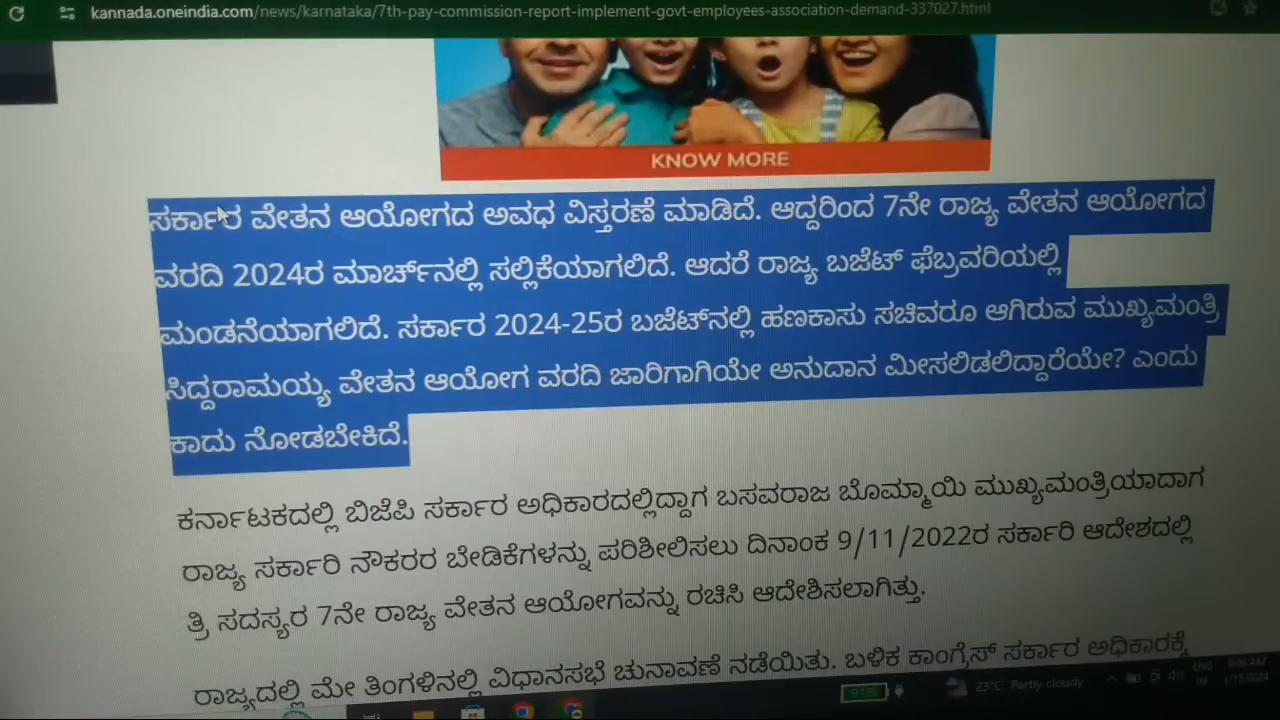 kannada.oneindia.com/news/karnataka/7th-pay-commission-report-implement-govt-employees-association-demand-337027.html
KNOW MORE
ಸರ್ಕಾರ ವೇತನ ಆಯೋಗದ ಅವಧ ವಿಸ್ತರಣೆ ಮಾಡಿದೆ. ಆದ್ದರಿಂದ 7ನೇ ರಾಜ್ಯ ವೇತನ ಆಯೋಗದ
ವರದಿ 2024ರ ಮಾರ್ಚ್‌ನಲ್ಲಿ ಸಲ್ಲಿಕೆಯಾಗಲಿದೆ. ಆದರೆ ರಾಜ್ಯ ಬಜೆಟ್ ಫೆಬ್ರವರಿಯಲ್ಲಿ
ಮಂಡನೆಯಾಗಲಿದೆ. ಸರ್ಕಾರ 2024-25ರ ಬಜೆಟ್‌ನಲ್ಲಿ ಹಣಕಾಸು ಸಚಿವರೂ ಆಗಿರುವ ಮುಖ್ಯಮಂತ್ರಿ
ಸಿದ್ದರಾಮಯ್ಯ ವೇತನ ಆಯೋಗ ವರದಿ ಜಾರಿಗಾಗಿಯೇ ಅನುದಾನ ಮೀಸಲಿಡಲಿದ್ದಾರೆಯೇ? ಎಂದು
ಕಾದು ನೋಡಬೇಕಿದೆ.
ಕರ್ನಾಟಕದಲ್ಲಿ ಬಿಜೆಪಿ ಸರ್ಕಾರ ಅಧಿಕಾರದಲ್ಲಿದ್ದಾಗ ಬಸವರಾಜ ಬೊಮ್ಮಾಯಿ ಮುಖ್ಯಮಂತ್ರಿಯಾದಾಗ
ರಾಜ್ಯ ಸರ್ಕಾರಿ ನೌಕರರ ಬೇಡಿಕೆಗಳನ್ನು ಪರಿಶೀಲಿಸಲು ದಿನಾಂಕ 9/11/2022ರ ಸರ್ಕಾರಿ ಆದೇಶದಲ್ಲಿ
ತ್ರಿ ಸದಸ್ಯರ 7ನೇ ರಾಜ್ಯ ವೇತನ ಆಯೋಗವನ್ನು ರಚಿಸಿ ಆದೇಶಿಸಲಾಗಿತ್ತು.
ರಾಜ್ಯದಲ್ಲಿ ಮೇ ತಿಂಗಳಿನಲ್ಲಿ ವಿಧಾನಸಭೆ ಚುನಾವಣೆ ನಡೆಯಿತು. ಬಳಿಕ ಕಾಂಗ್ರೆಸ್ ಸರ್ಕಾರ ಅಧಿಕಾರಕ್ಕೆ
91% 23°C Partly cloudy ENG
IN